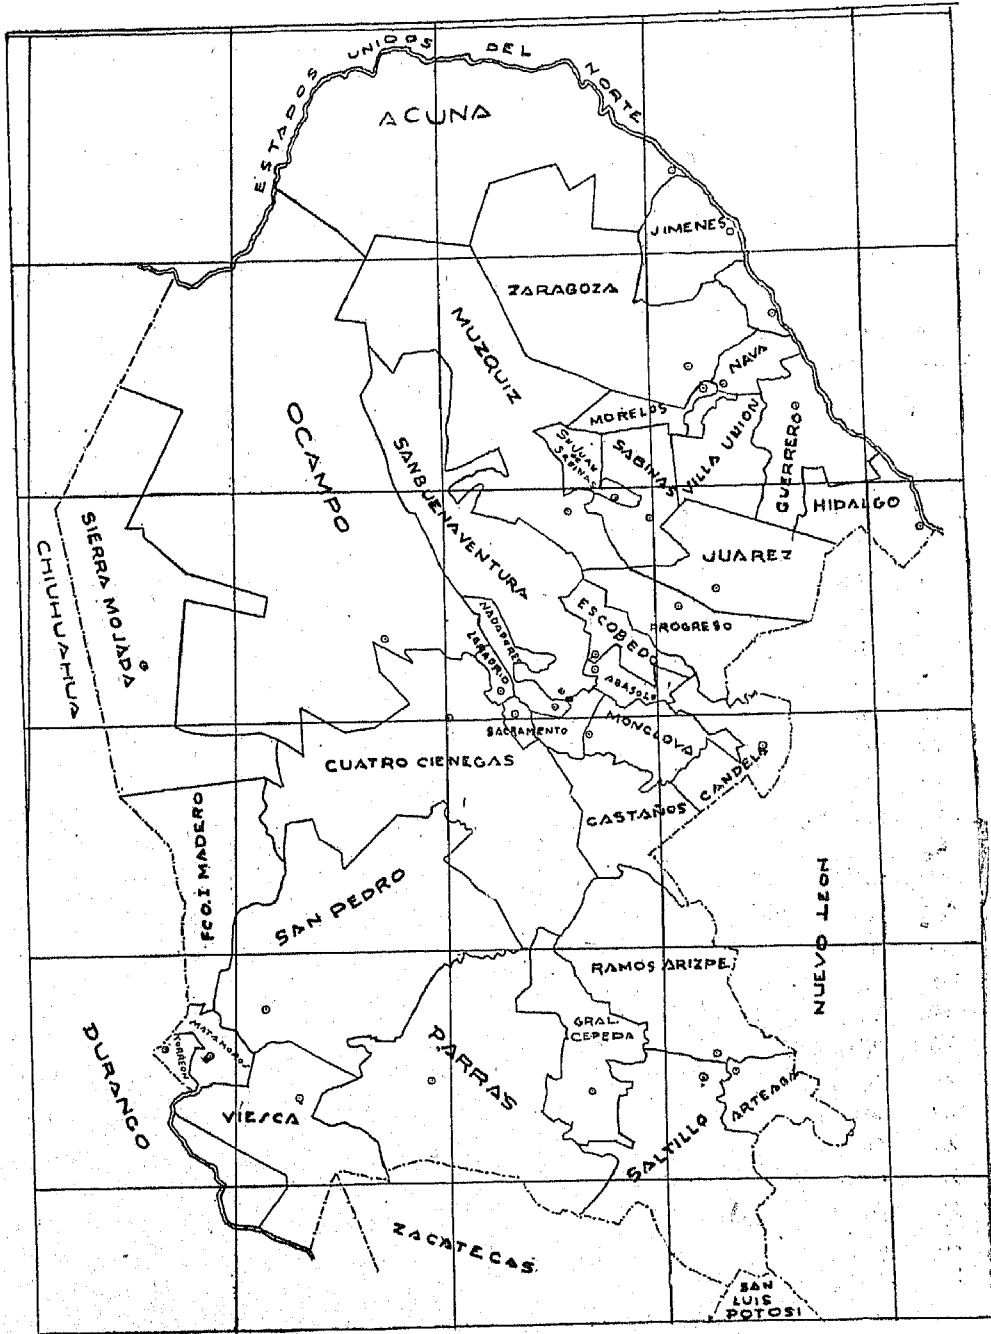 ESTADOS UNIDOS DEL NORTE
ACUNA
JIMENES
ZARAGOZA
MUZQUIZ
NAVA
MORELOS
OCAMPO
SN JUAN DE SABINAS
SABINAS
VILLA UNION
GUERRERO
HIDALGO
SANBUENAVENTURA
SIERRA MOJADA
CHIUHUAHUA
JUAREZ
ESCOBEDO
PROGRESO
NADADORES
LAMADRID
ABASOLO
SACRAMENTO
MONCLOVA
CUATRO CIENEGAS
CANDELA
CASTAÑOS
FCO. I MADERO
SAN PEDRO
NUEVO LEON
RAMOS ARIZPE
GRAL. CEPEDA
MATAMOROS
TORREON
DURANGO
PARRAS
VIESCA
ARTEAGA
SALTILLO
ZACATECAS
SAN
LUIS
POTOSI